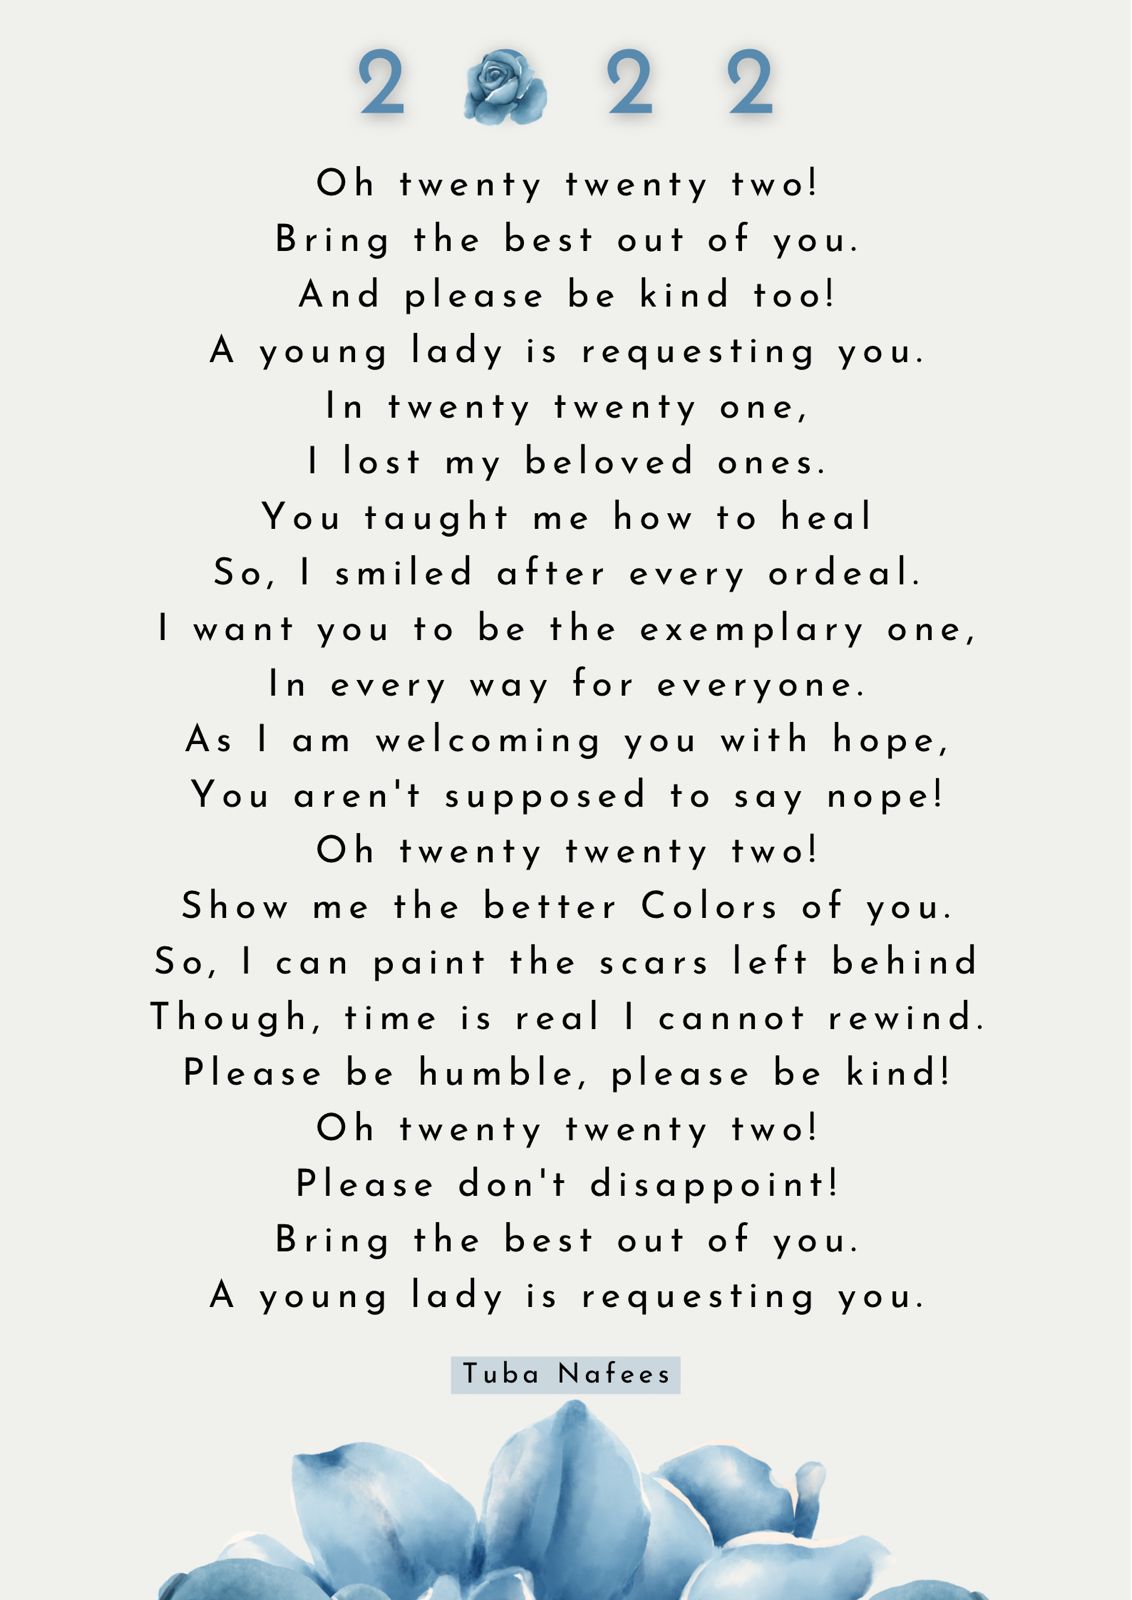 2022
Oh twenty twenty two!
Bring the best out of you.
And please be kind too!
A young lady is requesting you.
In twenty twenty one,
I lost my beloved ones.
You taught me how to heal
So, I smiled after every ordeal.
I want you to be the exemplary one,
In every way for everyone.
As I am welcoming you with hope,
You aren't supposed to say nope!
Oh twenty twenty two!
Show me the better Colors of you.
So, I can paint the scars left behind
Though, time is real I cannot rewind.
Please be humble, please be kind!
Oh twenty twenty two!
Please don't disappoint!
Bring the best out of you.
A young lady is requesting you.
Tuba Nafees